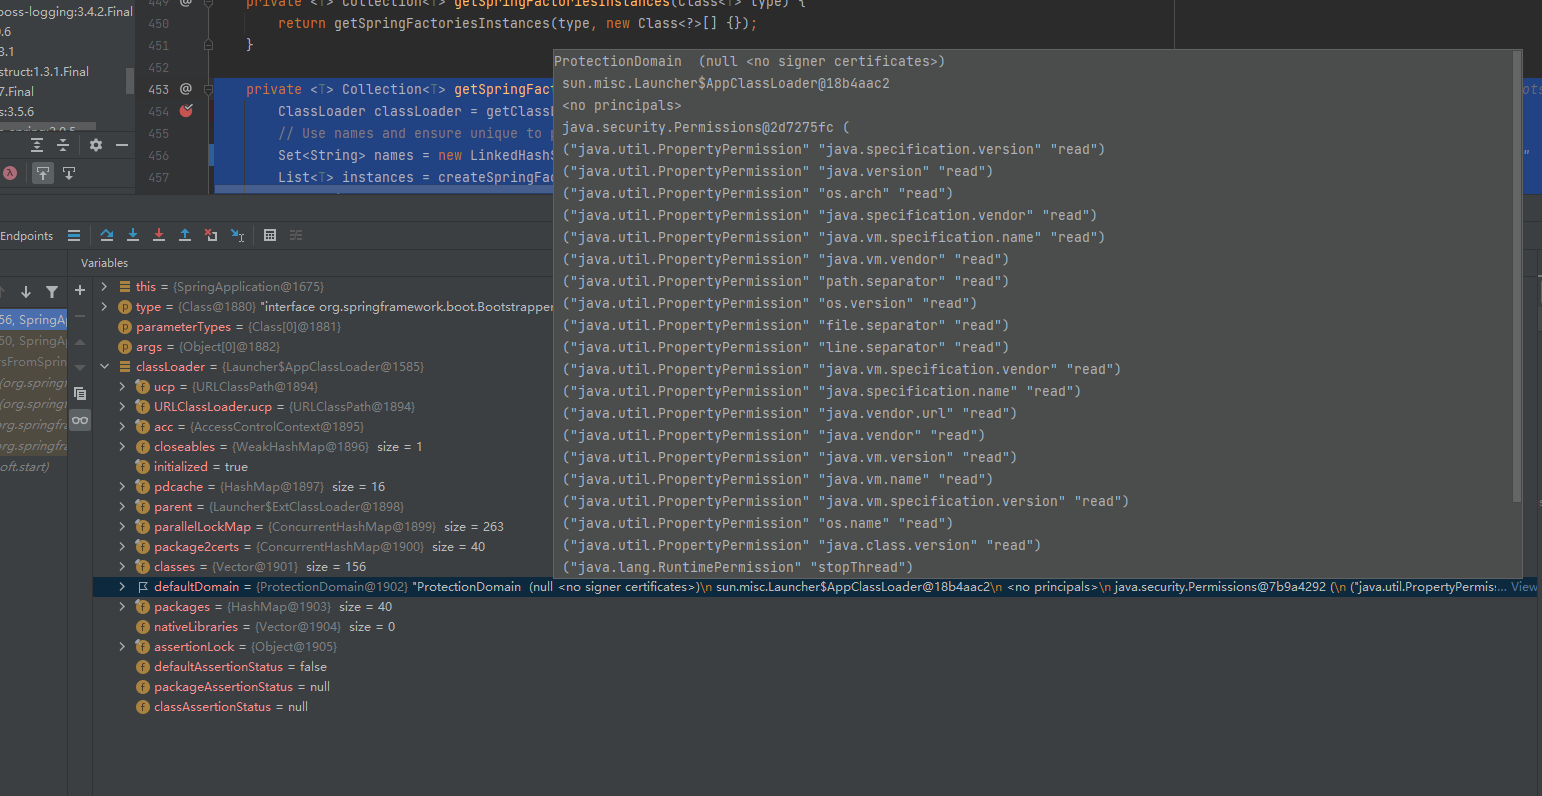 oss-logging:3.4.2.Final
.6
3.1
struct:1.3.1.Final
7.Final
s:3.5.6
449 @ private <T> Collection<T> getSpringFactoriesInstances(Class<T> type) {
450 return getSpringFactoriesInstances(type, new Class<?>[] {});
451 }
452
453 @ private <T> Collection<T> getSpringFact
454 ClassLoader classLoader = getClassL
455 // Use names and ensure unique to p
456 Set<String> names = new LinkedHashS
457 List<T> instances = createSpringFac
ProtectionDomain (null <no signer certificates>)
sun.misc.Launcher$AppClassLoader@18b4aac2
<no principals>
java.security.Permissions@2d7275fc (
("java.util.PropertyPermission" "java.specification.version" "read")
("java.util.PropertyPermission" "java.version" "read")
("java.util.PropertyPermission" "os.arch" "read")
("java.util.PropertyPermission" "java.specification.vendor" "read")
("java.util.PropertyPermission" "java.vm.specification.name" "read")
("java.util.PropertyPermission" "java.vm.vendor" "read")
("java.util.PropertyPermission" "path.separator" "read")
("java.util.PropertyPermission" "os.version" "read")
("java.util.PropertyPermission" "file.separator" "read")
("java.util.PropertyPermission" "line.separator" "read")
("java.util.PropertyPermission" "java.vm.specification.vendor" "read")
("java.util.PropertyPermission" "java.specification.name" "read")
("java.util.PropertyPermission" "java.vendor.url" "read")
("java.util.PropertyPermission" "java.vendor" "read")
("java.util.PropertyPermission" "java.vm.version" "read")
("java.util.PropertyPermission" "java.vm.name" "read")
("java.util.PropertyPermission" "java.vm.specification.version" "read")
("java.util.PropertyPermission" "os.name" "read")
("java.util.PropertyPermission" "java.class.version" "read")
("java.lang.RuntimePermission" "stopThread")
Endpoints
Variables
56, SpringAp
50, SpringAp
rsFromSprin
(org.springf
(org.springf
org.springfra
org.springfra
oft.start)
this = {SpringApplication@1675}
type = {Class@1880} "interface org.springframework.boot.Bootstrapper
parameterTypes = {Class[0]@1881}
args = {Object[0]@1882}
classLoader = {Launcher$AppClassLoader@1585}
ucp = {URLClassPath@1894}
URLClassLoader.ucp = {URLClassPath@1894}
acc = {AccessControlContext@1895}
closeables = {WeakHashMap@1896} size = 1
initialized = true
pdcache = {HashMap@1897} size = 16
parent = {Launcher$ExtClassLoader@1898}
parallelLockMap = {ConcurrentHashMap@1899} size = 263
package2certs = {ConcurrentHashMap@1900} size = 40
classes = {Vector@1901} size = 156
defaultDomain = {ProtectionDomain@1902} "ProtectionDomain (null <no signer certificates>)\n sun.misc.Launcher$AppClassLoader@18b4aac2\n <no principals>\n java.security.Permissions@7b9a4292 (\n ("java.util.PropertyPermis... View
packages = {HashMap@1903} size = 40
nativeLibraries = {Vector@1904} size = 0
assertionLock = {Object@1905}
defaultAssertionStatus = false
packageAssertionStatus = null
classAssertionStatus = null